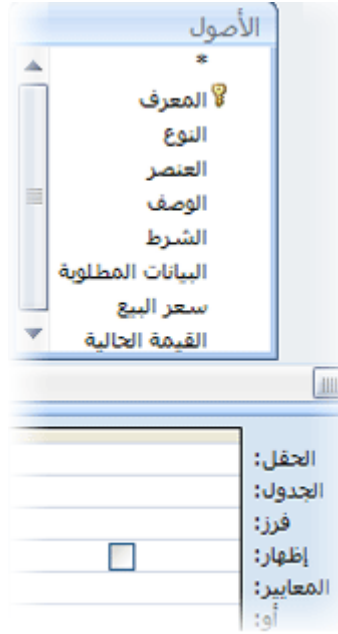 الأصول
*
المعرف
النوع
العنصر
الوصف
الشرط
البيانات المطلوبة
سعر البيع
القيمة الحالية
الحقل:
الجدول:
فرز:
إظهار:
المعايير:
أو: